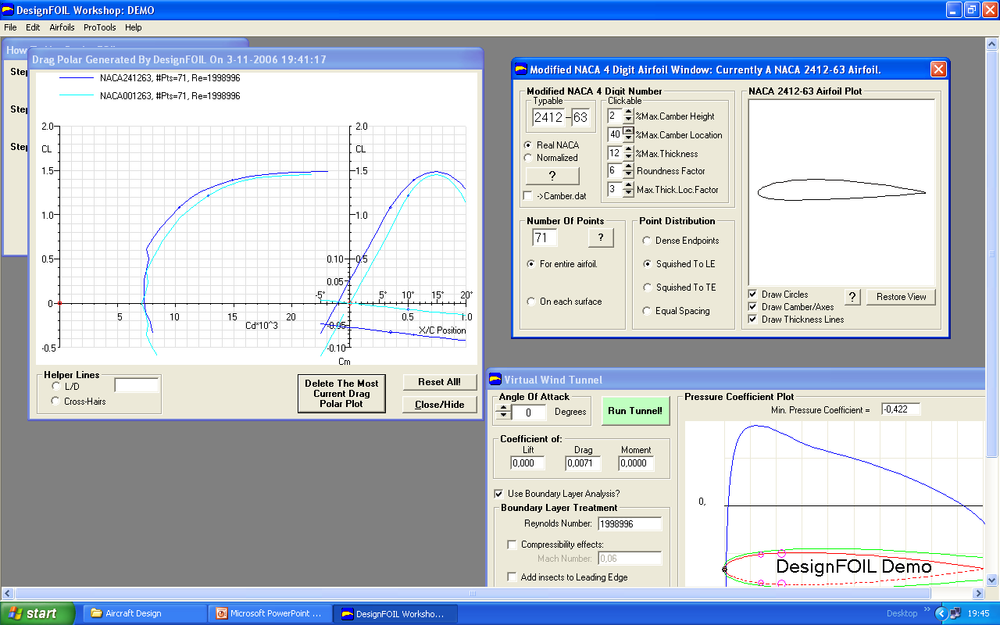 DesignFOIL Workshop: DEMO
File Edit Airfoils ProTools Help
Step
Step
Step
Drag Polar Generated By DesignFOIL On 3-11-2006 19:41:17
NACA241263, #Pts=71, Re=1998996
NACA001263, #Pts=71, Re=1998996
2.0 2.0
CL CL
1.5 1.5
1.0 1.0
0.5 0.10 0.5
0.05
-5° 5° 10° 15° 20°
0
5 10 15 20 0.5 1.0
Cd*10^3 -0.05 X/C Position
-0.5 -0.10
Cm
Helper Lines
L/D
Cross-Hairs
Delete The Most
Current Drag
Polar Plot
Reset All!
Close/Hide
Modified NACA 4 Digit Airfoil Window: Currently A NACA 2412-63 Airfoil.
Modified NACA 4 Digit Number
Typable
2412-63
Real NACA
Normalized
?
->Camber.dat
Clickable
2 %Max.Camber Height
40 %Max.Camber Location
12 %Max.Thickness
6 Roundness Factor
3 Max.Thick.Loc.Factor
Number Of Points
71 ?
For entire airfoil.
On each surface
Point Distribution
Dense Endpoints
Squished To LE
Squished To TE
Equal Spacing
NACA 2412-63 Airfoil Plot
Draw Circles
Draw Camber/Axes
Draw Thickness Lines
? Restore View
Virtual Wind Tunnel
Angle Of Attack
0 Degrees
Run Tunnel!
Coefficient of:
Lift Drag Moment
0,000 0,0071 0,0000
Use Boundary Layer Analysis?
Boundary Layer Treatment
Reynolds Number: 1998996
Compressibility effects:
Mach Number: 0,06
Add insects to Leading Edge
Pressure Coefficient Plot
Min. Pressure Coefficient = -0,422
0,
DesignFOIL Demo
start Aircraft Design Microsoft PowerPoint ... DesignFOIL Worksho... Desktop 19:45